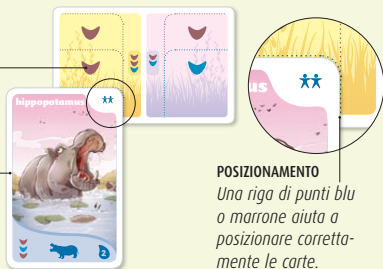 hippopotamus
2
us
POSIZIONAMENTO
Una riga di punti blu
o marrone aiuta a
posizionare corretta-
mente le carte.